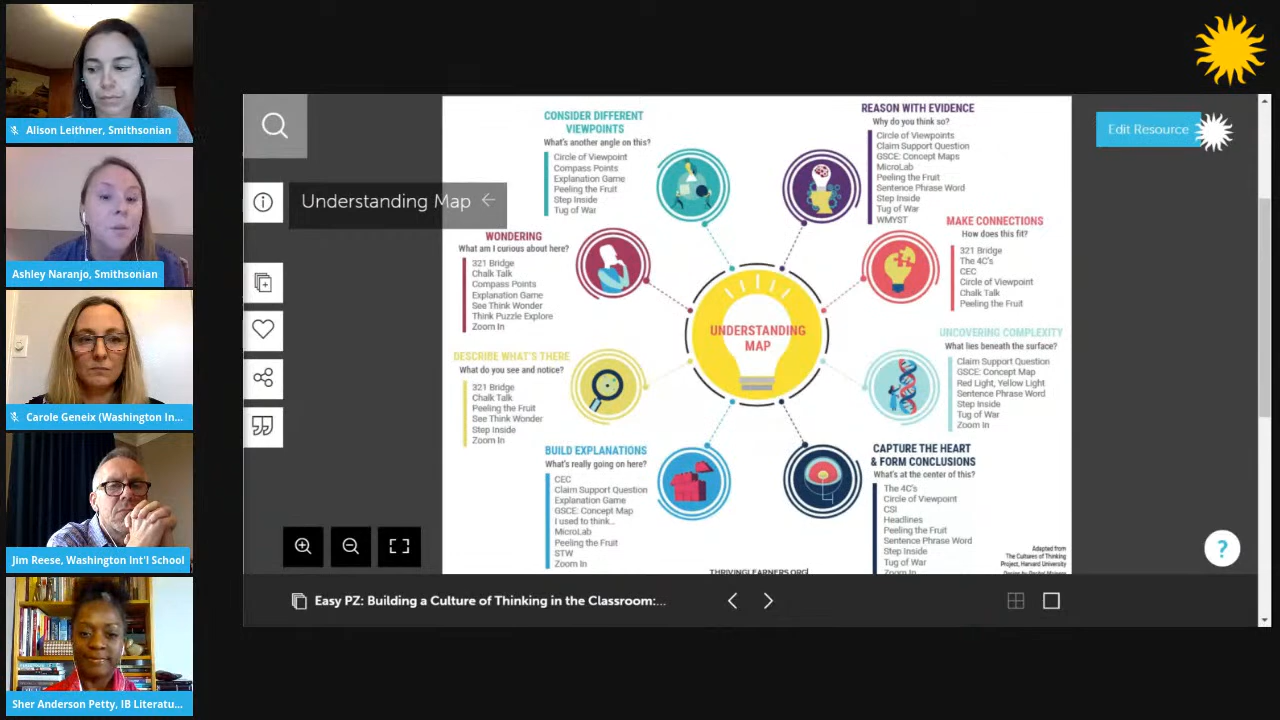 Alison Leithner, Smithsonian
Ashley Naranjo, Smithsonian
Carole Geneix (Washington In...
Jim Reese, Washington Int'l School
Sher Anderson Petty, IB Literatu...
Understanding Map
Edit Resource
CONSIDER DIFFERENT
VIEWPOINTS
What's another angle on this?
Circle of Viewpoint
Compass Points
Explanation Game
Peeling the Fruit
Step Inside
Tug of War
REASON WITH EVIDENCE
Why do you think so?
Circle of Viewpoints
Claim Support Question
GSCE: Concept Maps
MicroLab
Peeling the Fruit
Sentence Phrase Word
Step Inside
Tug of War
WMYST
WONDERING
What am I curious about here?
321 Bridge
Chalk Talk
Compass Points
Explanation Game
See Think Wonder
Think Puzzle Explore
Zoom In
MAKE CONNECTIONS
How does this fit?
321 Bridge
The 4C's
CEC
Circle of Viewpoint
Chalk Talk
Peeling the Fruit
UNDERSTANDING
MAP
DESCRIBE WHAT'S THERE
What do you see and notice?
321 Bridge
Chalk Talk
Peeling the Fruit
See Think Wonder
Step Inside
Zoom In
UNCOVERING COMPLEXITY
What lies beneath the surface?
Claim Support Question
GSCE: Concept Map
Red Light, Yellow Light
Sentence Phrase Word
Step Inside
Tug of War
Zoom In
BUILD EXPLANATIONS
What's really going on here?
CEC
Claim Support Question
Explanation Game
GSCE: Concept Map
I used to think...
MicroLab
Peeling the Fruit
STW
Zoom In
CAPTURE THE HEART
& FORM CONCLUSIONS
What's at the center of this?
The 4C's
Circle of Viewpoint
CSI
Headlines
Peeling the Fruit
Sentence Phrase Word
Step Inside
Tug of War
Zoom In
Adapted from
The Cultures of Thinking
Project, Harvard University
THRIVINGLEARNERS.ORG
Easy PZ: Building a Culture of Thinking in the Classroom:...
?